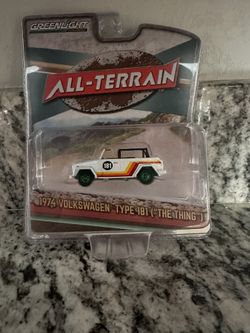 GREENLIGHT
ALL-TERRAIN
181
1974 VOLKSWAGEN TYPE 181 ("THE THING")